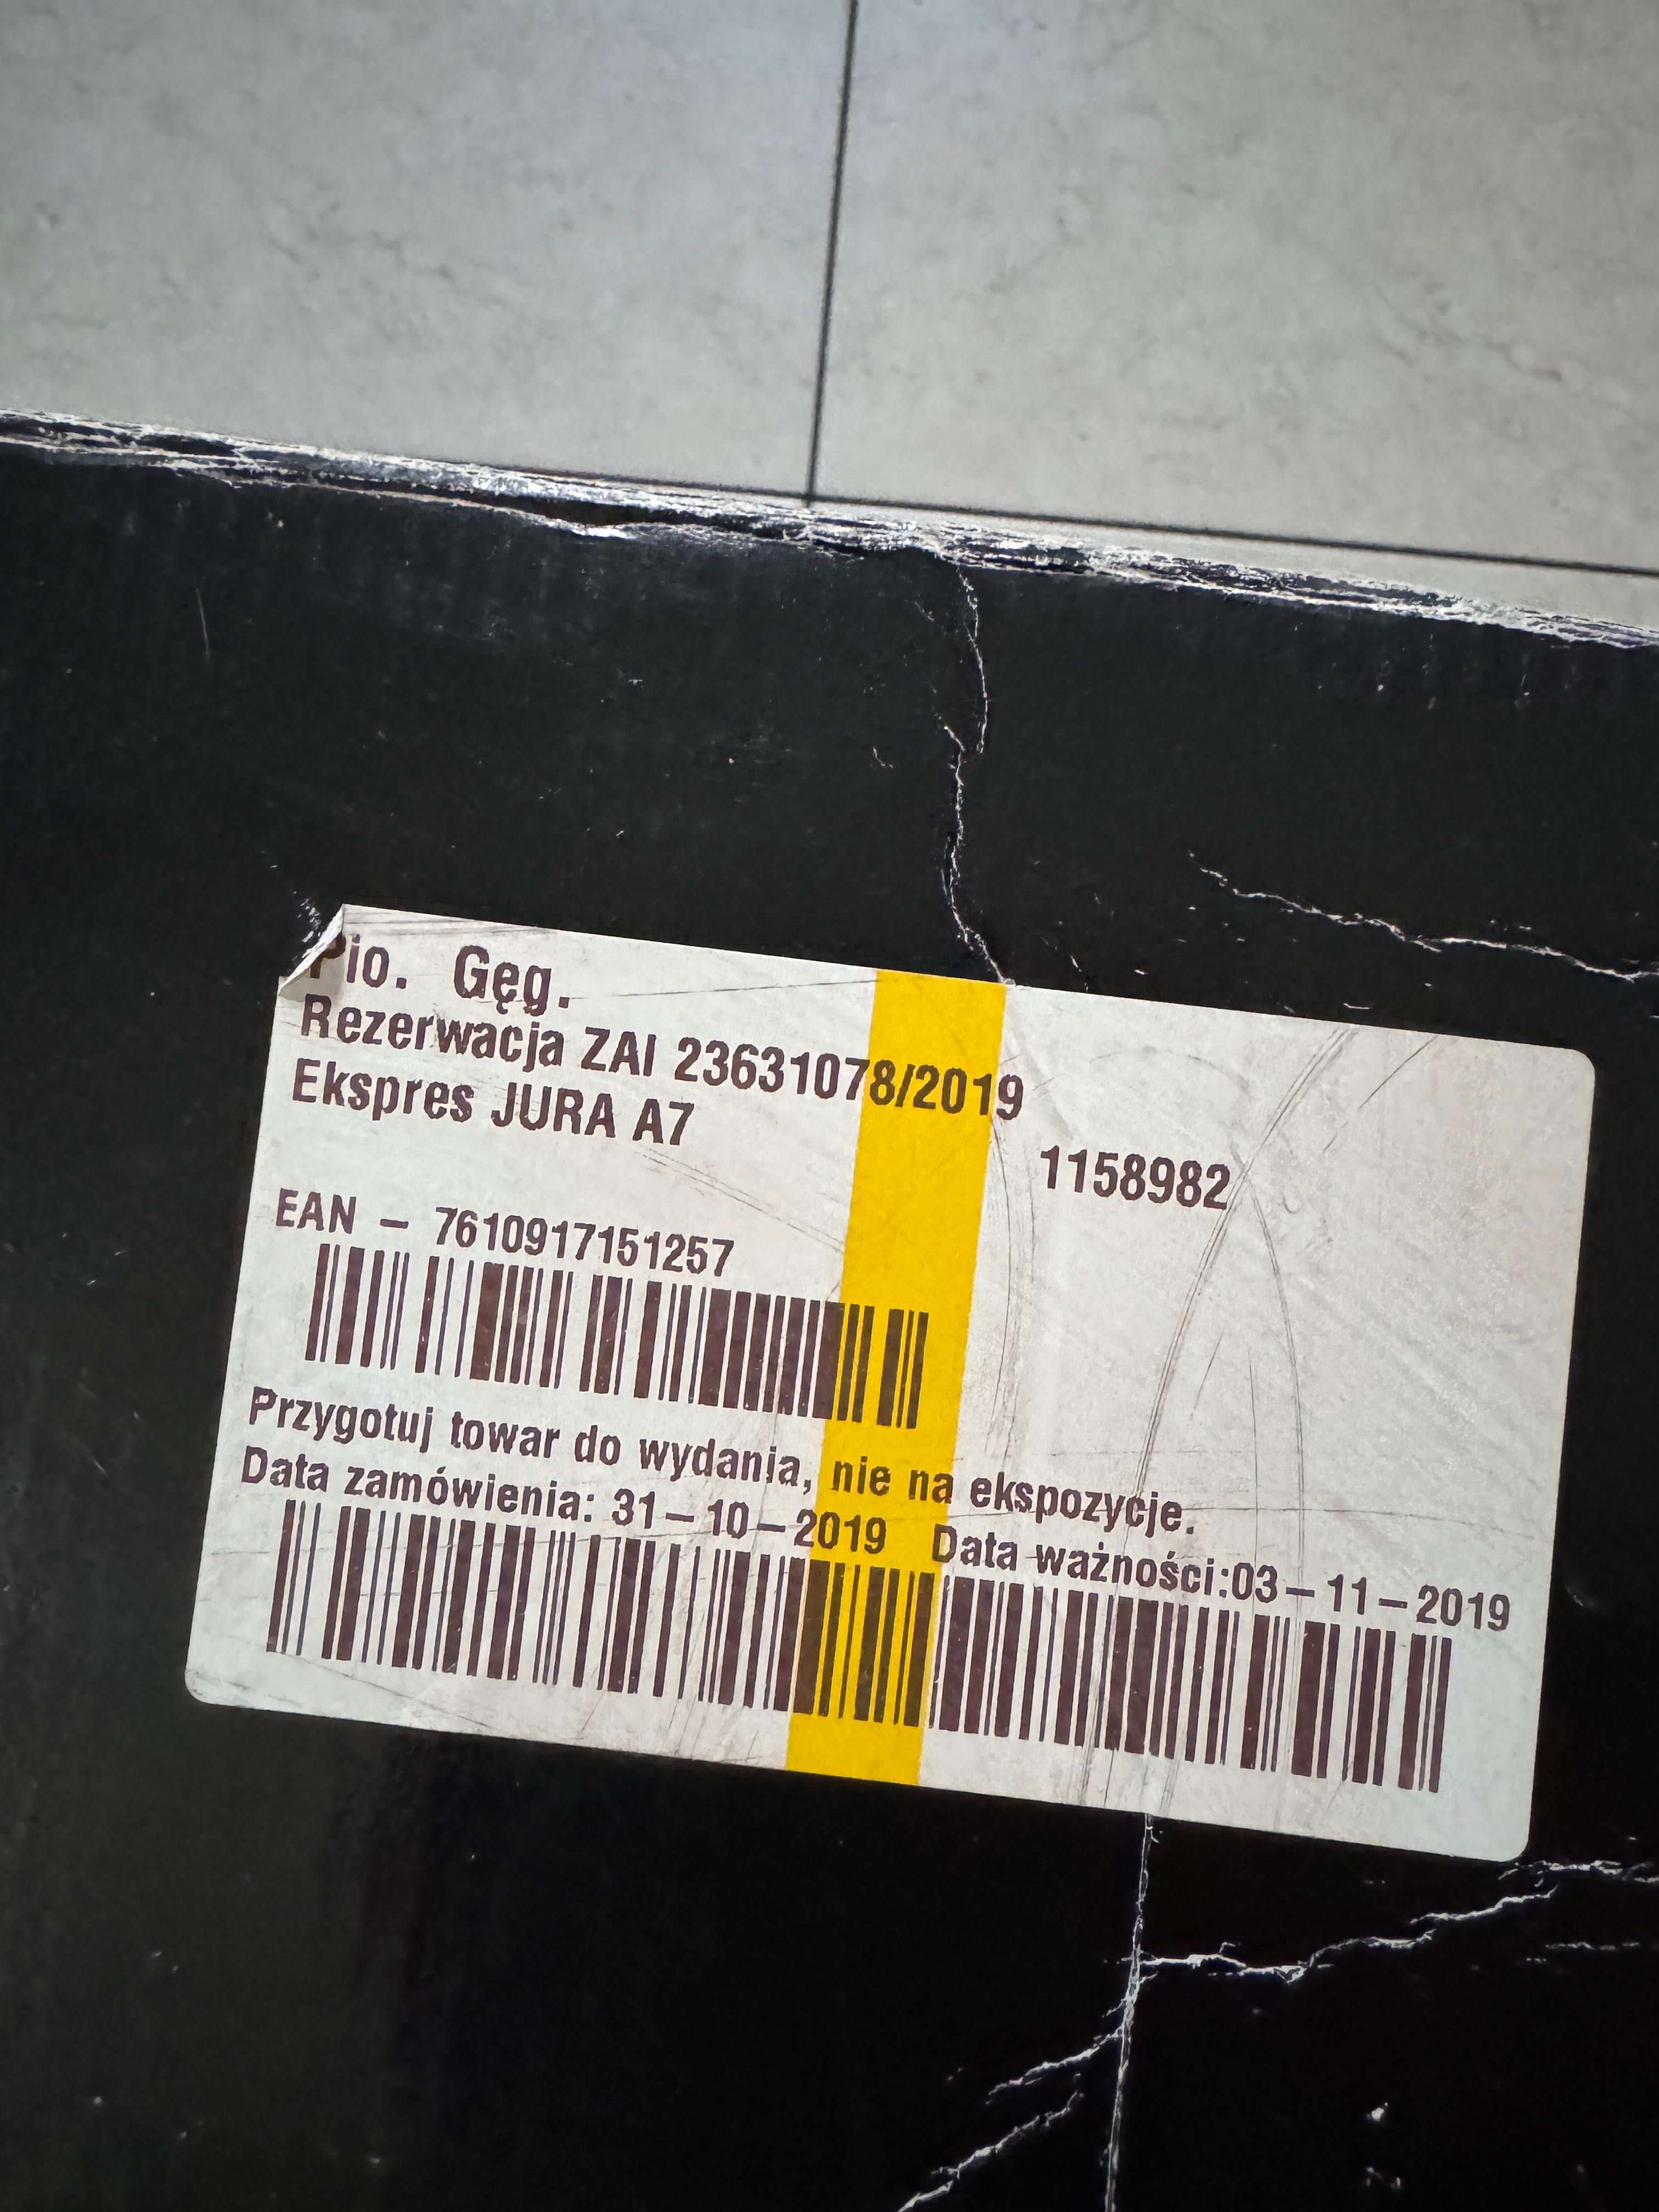 Pio. Gęg.
Rezerwacja ZAI 23631078/2019
Ekspres JURA A7
1158982
EAN - 7610917151257
Przygotuj towar do wydania, nie na ekspozycje.
Data zamówienia: 31-10-2019 Data ważności:03-11-2019